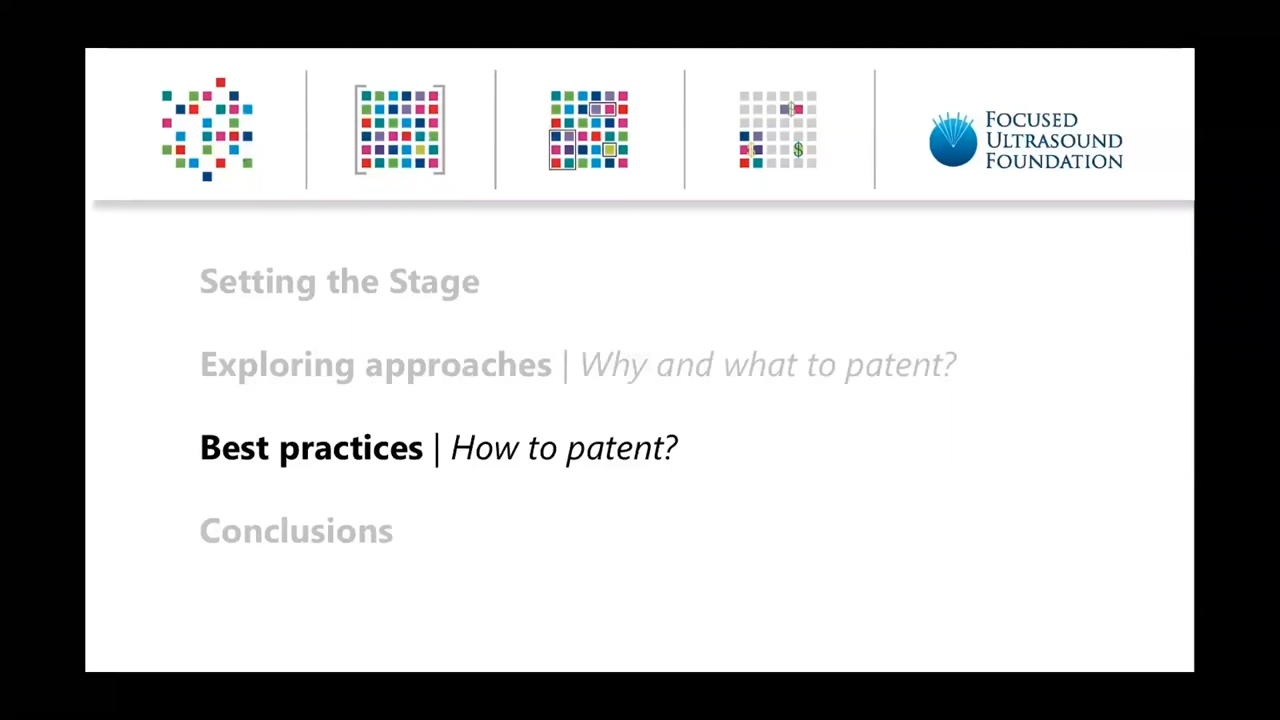 FOCUSED
ULTRASOUND
FOUNDATION
$
$
$
Setting the Stage
Exploring approaches | Why and what to patent?
Best practices | How to patent?
Conclusions